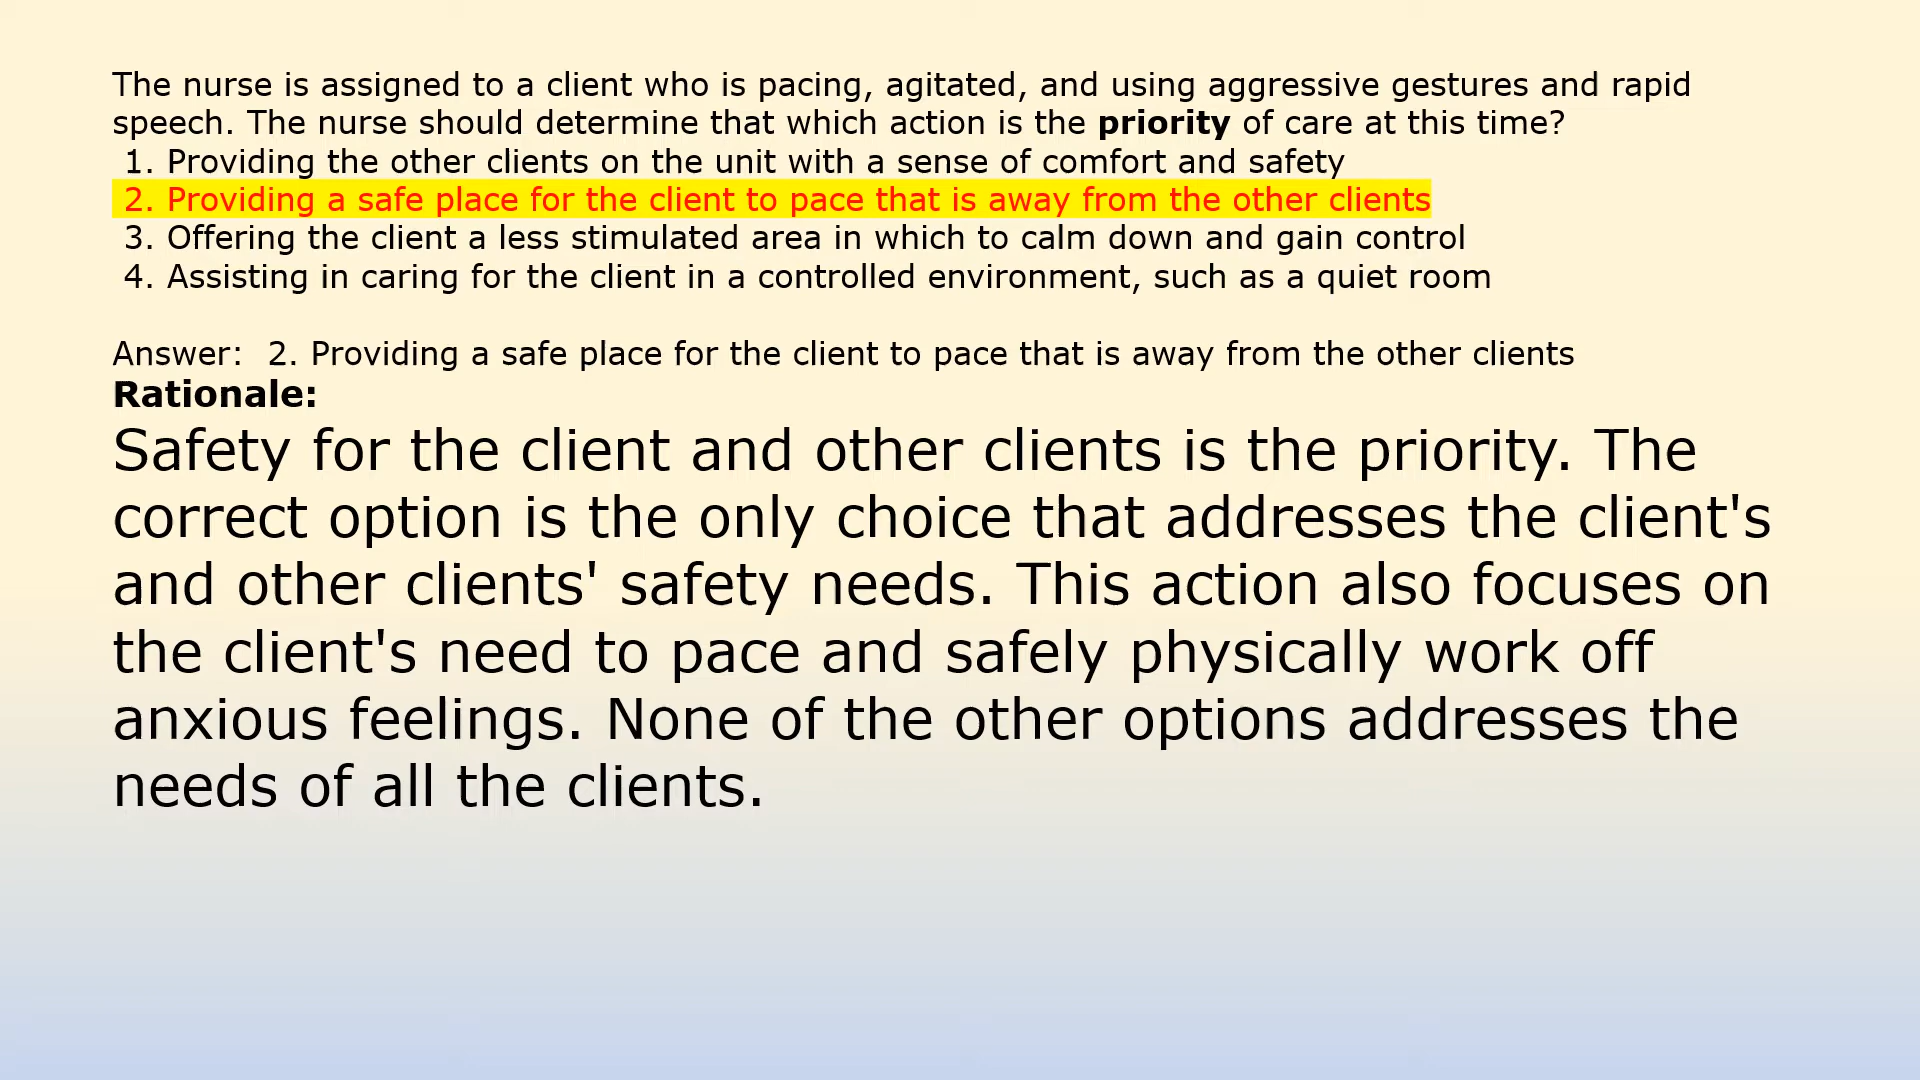 The nurse is assigned to a client who is pacing, agitated, and using aggressive gestures and rapid
speech. The nurse should determine that which action is the priority of care at this time?
1. Providing the other clients on the unit with a sense of comfort and safety
2. Providing a safe place for the client to pace that is away from the other clients
3. Offering the client a less stimulated area in which to calm down and gain control
4. Assisting in caring for the client in a controlled environment, such as a quiet room
Answer:  2. Providing a safe place for the client to pace that is away from the other clients
Rationale:
Safety for the client and other clients is the priority. The
correct option is the only choice that addresses the client's
and other clients' safety needs. This action also focuses on
the client's need to pace and safely physically work off
anxious feelings. None of the other options addresses the
needs of all the clients.